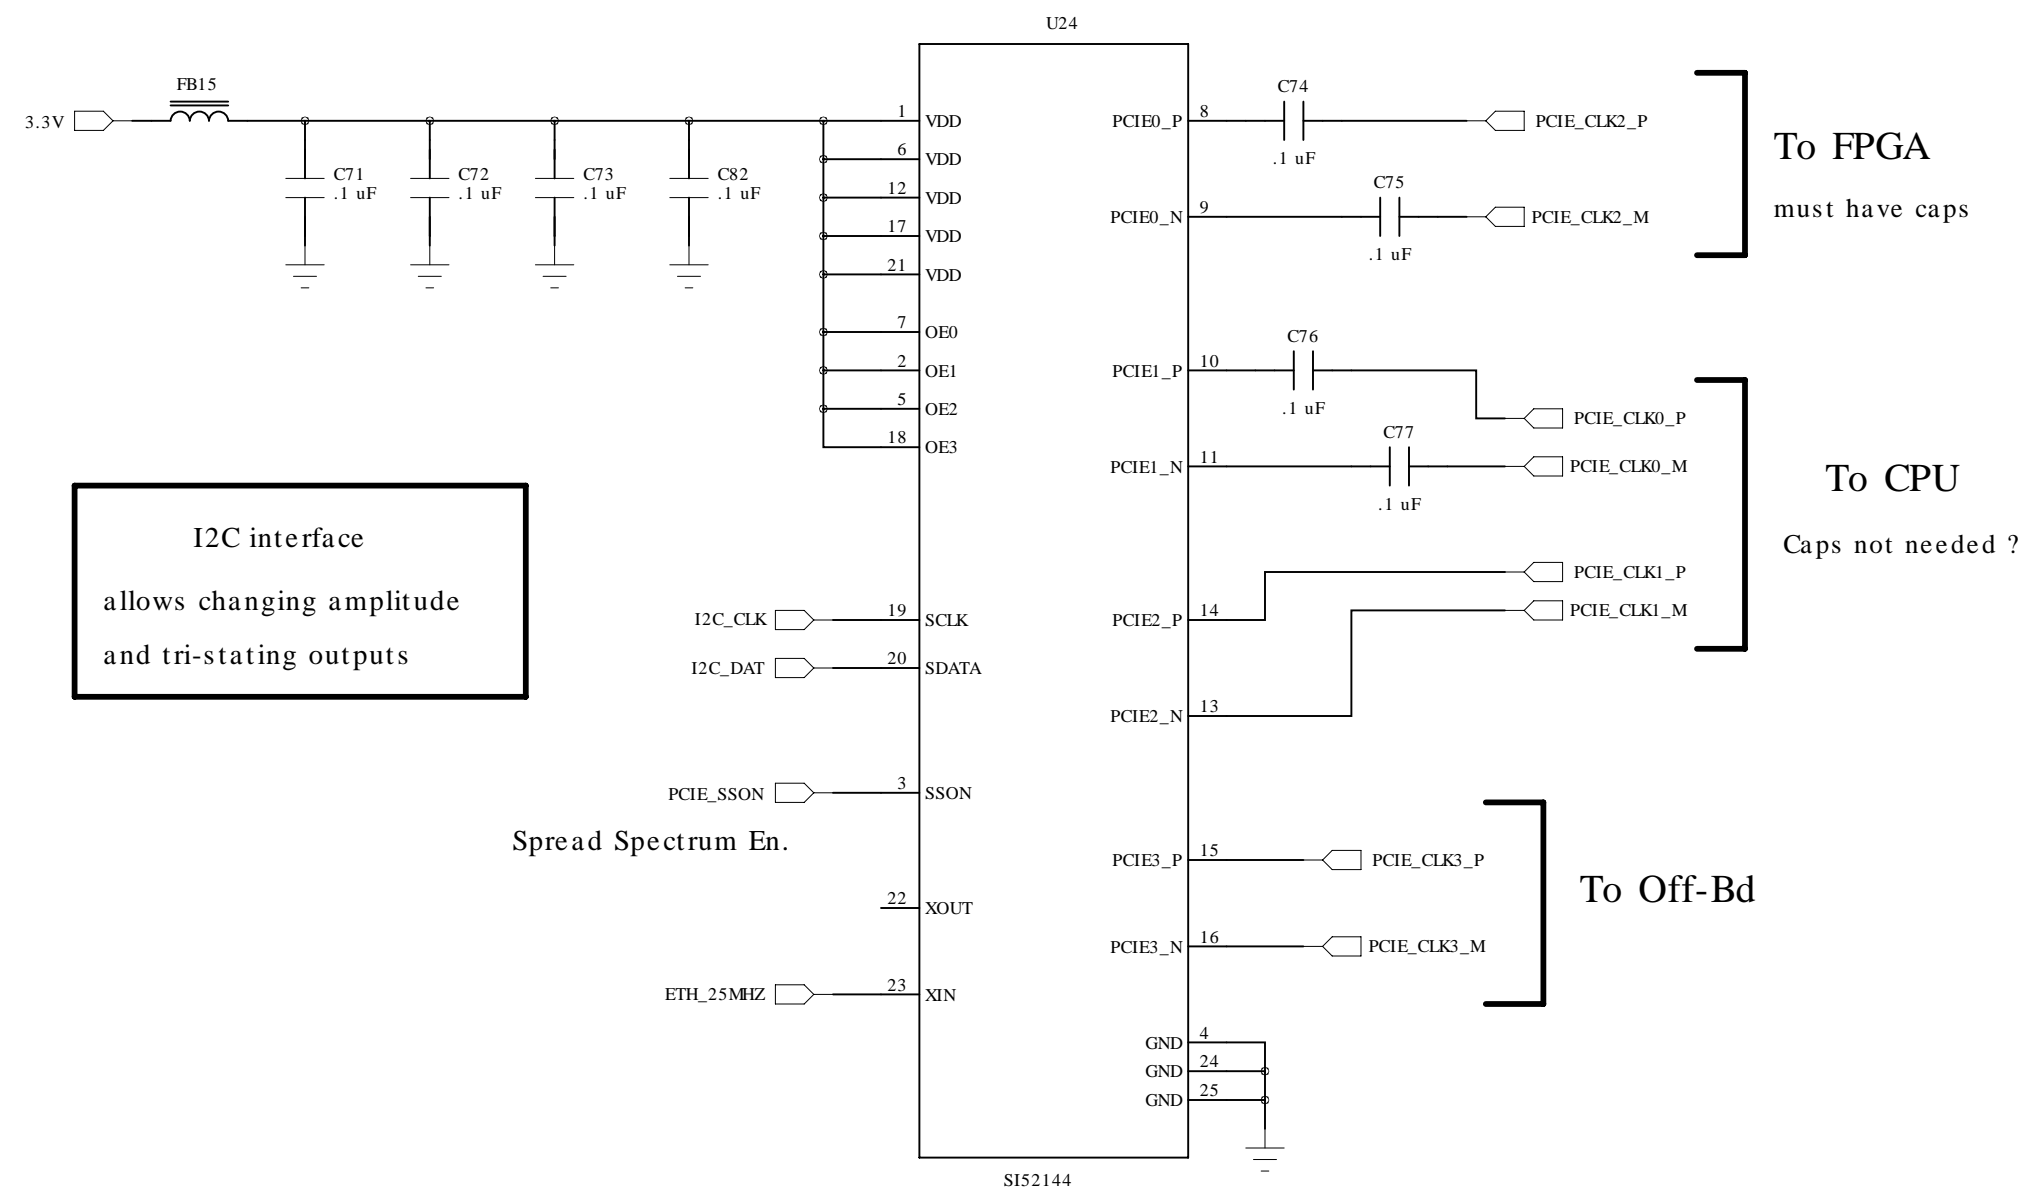 U24
FB15
3.3V
C71
.1 uF
C72
.1 uF
C73
.1 uF
C82
.1 uF
1 VDD
6 VDD
12 VDD
17 VDD
21 VDD
7 OE0
2 OE1
5 OE2
18 OE3
I2C interface
allows changing amplitude
and tri-stating outputs
I2C_CLK 19 SCLK
I2C_DAT 20 SDATA
PCIE_SSON 3 SSON
Spread Spectrum En.
22 XOUT
ETH_25MHZ 23 XIN
C74
PCIE0_P 8 PCIE_CLK2_P
.1 uF
C75
PCIE0_N 9 PCIE_CLK2_M
.1 uF
To FPGA
must have caps
C76
PCIE1_P 10
.1 uF
PCIE_CLK0_P
C77
PCIE1_N 11 PCIE_CLK0_M
.1 uF
To CPU
Caps not needed ?
PCIE_CLK1_P
PCIE_CLK1_M
PCIE2_P 14
PCIE2_N 13
PCIE3_P 15 PCIE_CLK3_P
To Off-Bd
PCIE3_N 16 PCIE_CLK3_M
GND 4
GND 24
GND 25
SI52144